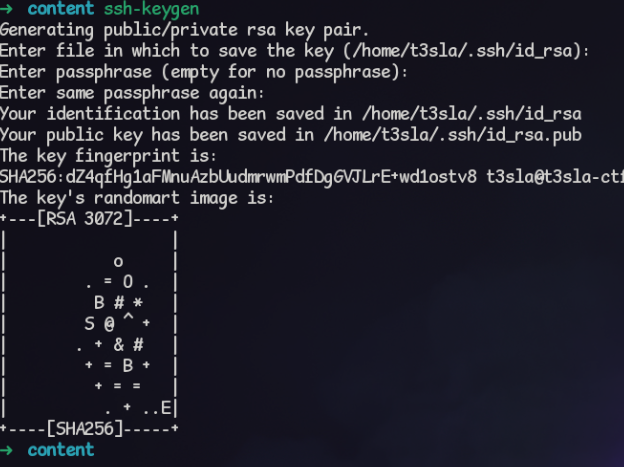 → content ssh-keygen
Generating public/private rsa key pair.
Enter file in which to save the key (/home/t3sla/.ssh/id_rsa):
Enter passphrase (empty for no passphrase):
Enter same passphrase again:
Your identification has been saved in /home/t3sla/.ssh/id_rsa
Your public key has been saved in /home/t3sla/.ssh/id_rsa.pub
The key fingerprint is:
SHA256:dZ4qfHg1aFMnuAzbUudmrwmPdfDgGVJLrE+wd1ostv8 t3sla@t3sla-ctf
The key's randomart image is:
+---[RSA 3072]----+
|                 |
|           o     |
|        . = O .  |
|         B # *   |
|        S @ ^ +  |
|       . + & #   |
|        + = B +  |
|         + = =   |
|          . + ..E|
+----[SHA256]-----+
→ content